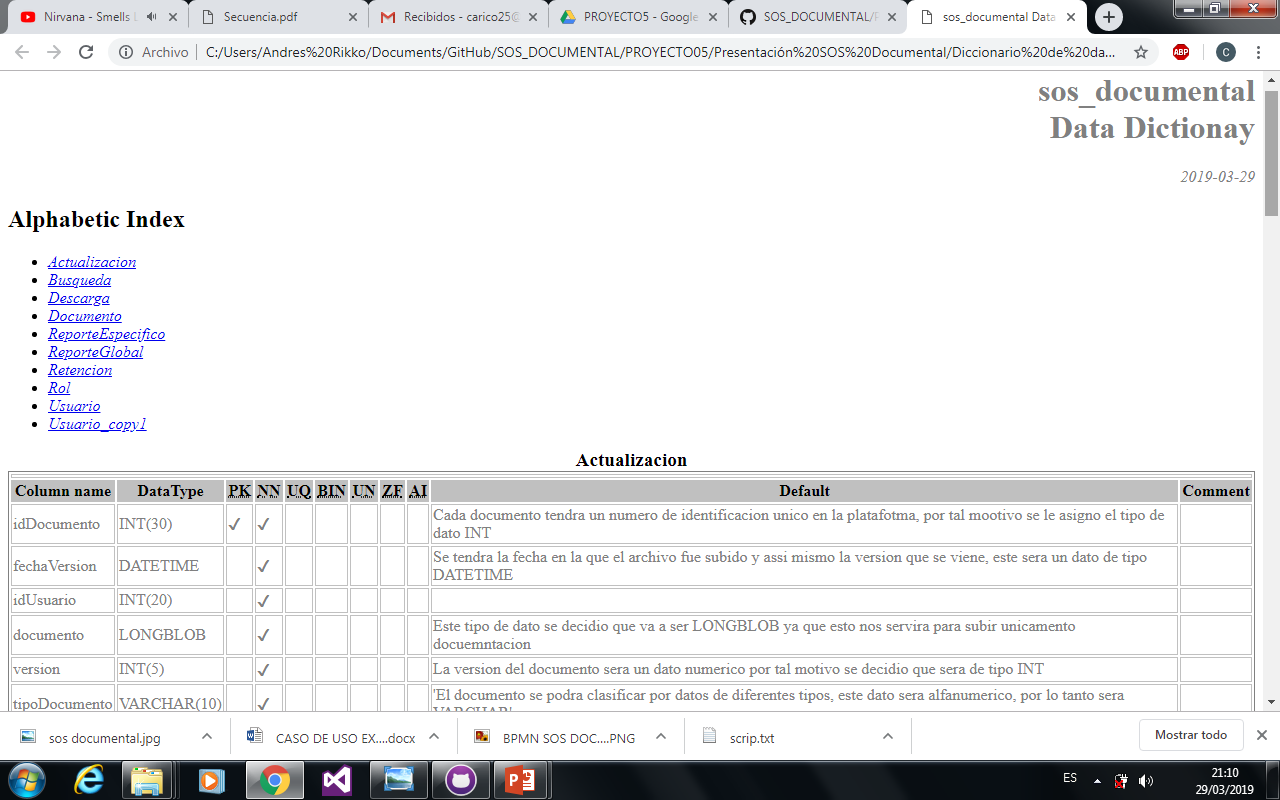 Nirvana - Smells L
Secuencia.pdf
Recibidos - carico25@
PROYECTO5 - Google
SOS_DOCUMENTAL/P
sos_documental Data
Archivo
C:/Users/Andres%20Rikko/Documents/GitHub/SOS_DOCUMENTAL/PROYECTO05/Presentación%20SOS%20Documental/Diccionario%20de%20da...
ABP
C
sos_documental
Data Dictionay
2019-03-29
Alphabetic Index
Actualizacion
Busqueda
Descarga
Documento
ReporteEspecifico
ReporteGlobal
Retencion
Rol
Usuario
Usuario_copy1
Actualizacion
Column name DataType PK NN UQ BIN UN ZF AI Default Comment
idDocumento INT(30) ✓ ✓ Cada documento tendra un numero de identificacion unico en la platafotma, por tal mootivo se le asigno el tipo de
dato INT
fechaVersion DATETIME ✓ Se tendra la fecha en la que el archivo fue subido y assi mismo la version que se viene, este sera un dato de tipo
DATETIME
idUsuario INT(20) ✓
documento LONGBLOB ✓ Este tipo de dato se decidio que va a ser LONGBLOB ya que esto nos servira para subir unicamento
docuemntacion
version INT(5) ✓ La version del documento sera un dato numerico por tal motivo se decidio que sera de tipo INT
tipoDocumento VARCHAR(10) ✓ 'El documento se podra clasificar por datos de diferentes tipos, este dato sera alfanumerico, por lo tanto sera
VARCHAR'
sos documental.jpg
CASO DE USO EX....docx
BPMN SOS DOC....PNG
scrip.txt
Mostrar todo
ES
21:10
29/03/2019